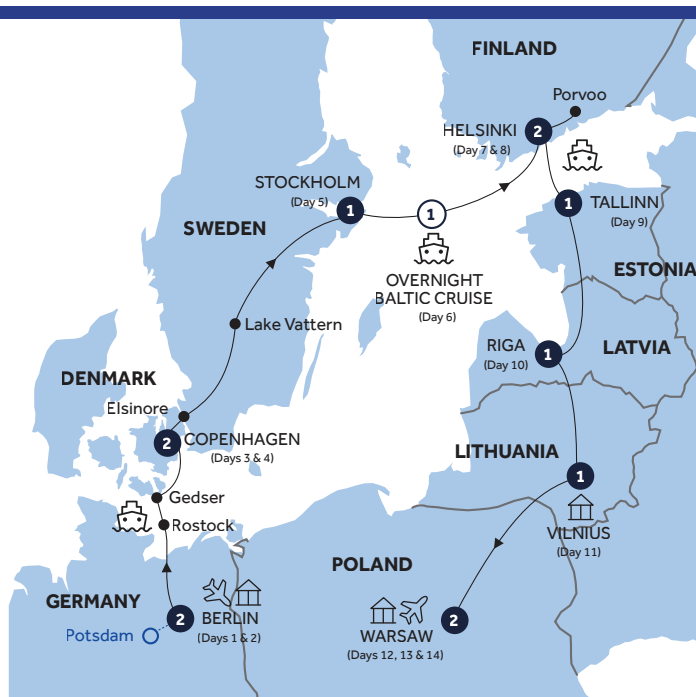 FINLAND
Porvoo
HELSINKI
2
(Day 7 & 8)
STOCKHOLM
(Day 5)
1
1
1
TALLINN
(Day 9)
SWEDEN
OVERNIGHT
BALTIC CRUISE
(Day 6)
ESTONIA
Lake Vattern
RIGA
(Day 10)
1
LATVIA
DENMARK
Elsinore
2
COPENHAGEN
(Days 3 & 4)
LITHUANIA
1
Gedser
Rostock
VILNIUS
(Day 11)
POLAND
GERMANY
2
BERLIN
(Days 1 & 2)
Potsdam
WARSAW
(Days 12, 13 & 14)
2